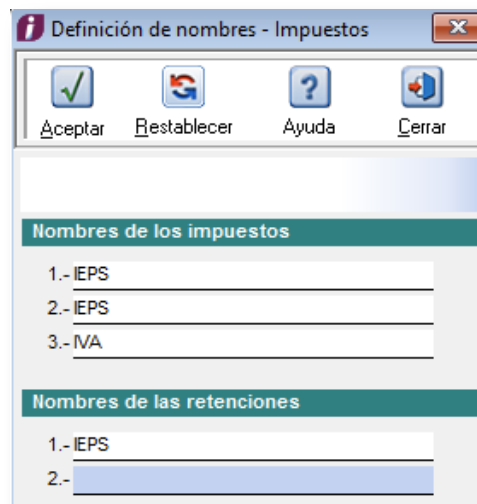 Definición de nombres - Impuestos
Aceptar Restablecer Ayuda Cerrar
Nombres de los impuestos
1.- IEPS
2.- IEPS
3.- IVA
Nombres de las retenciones
1.- IEPS
2.-